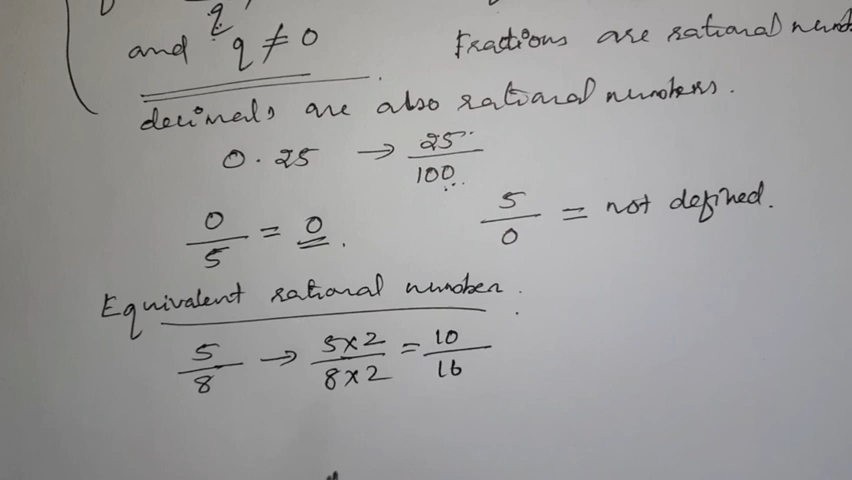 q
and q ≠ 0
Fractions are rational
decimals are also rational numbers.
0.25 → 25/100
0/5 = 0. 5/0 = not defined.
Equivalent rational number.
5/8 → 5×2/8×2 = 10/16